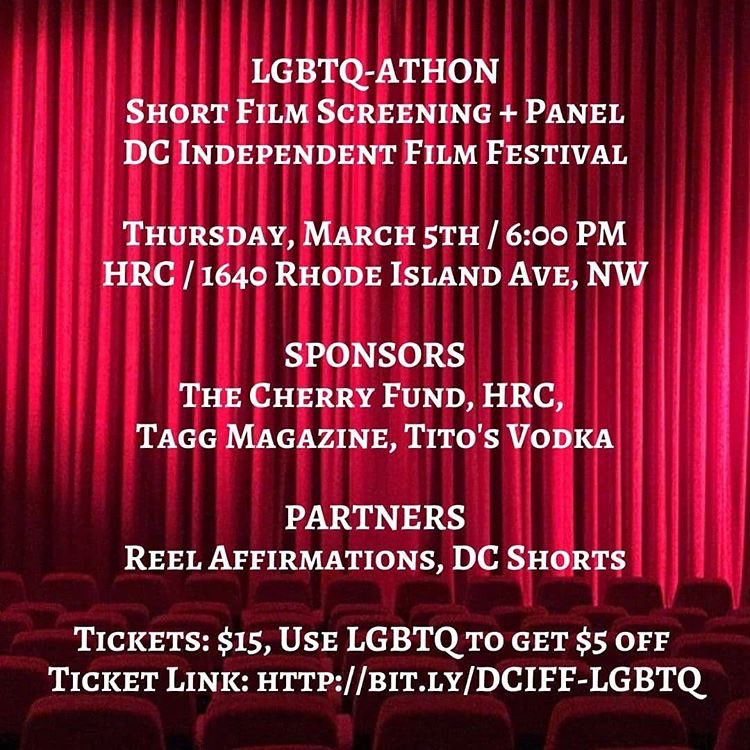 LGBTQ-ATHON
Short Film Screening + Panel
DC Independent Film Festival
Thursday, March 5th / 6:00 PM
HRC / 1640 Rhode Island Ave, NW
SPONSORS
The Cherry Fund, HRC,
Tagg Magazine, Tito's Vodka
PARTNERS
Reel Affirmations, DC Shorts
Tickets: $15, Use LGBTQ to get $5 off
Ticket Link: http://bit.ly/DCIFF-LGBTQ